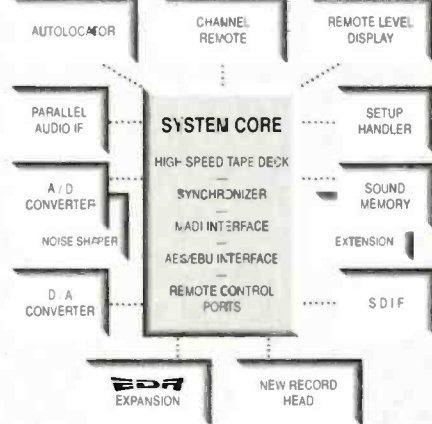 AUTOLOCATOR
CHANNEL
REMOTE
REMOTE LEVEL
DISPLAY
PARALLEL
AUDIO IF
SYSTEM CORE
HIGH SPEED TAPE DECK
SYNCHRONIZER
MADI INTERFACE
AES/EBU INTERFACE
REMOTE CONTROL
PORTS
SETUP
HANDLER
A / D
CONVERTER
NOISE SHAPER
SOUND
MEMORY
EXTENSION
D / A
CONVERTER
SDIF
EDR
EXPANSION
NEW RECORD
HEAD